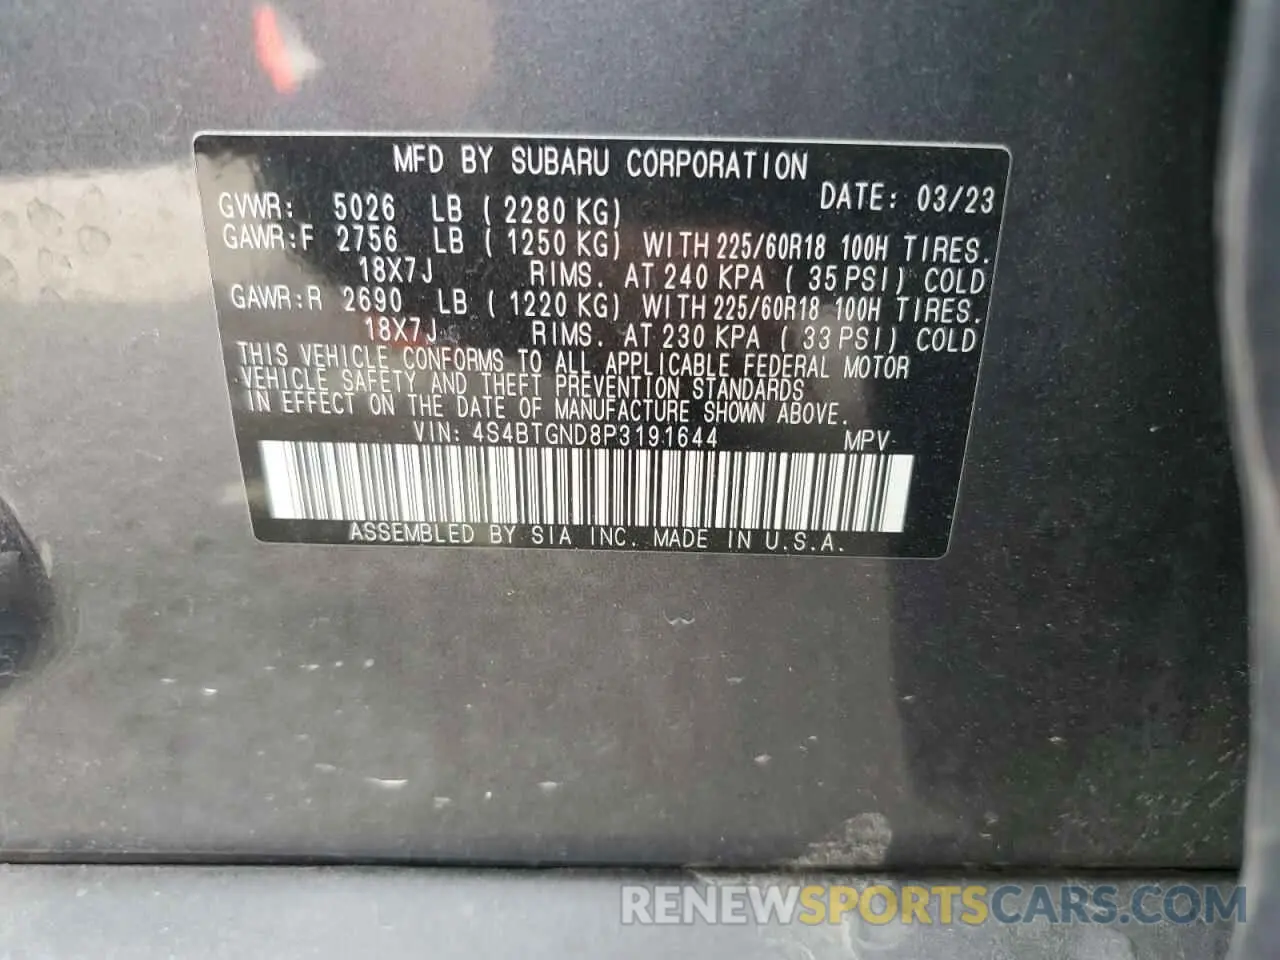 MFD BY SUBARU CORPORATION
DATE: 03/23
GVWR: 5026 LB (2280 KG)
GAWR:F 2756 LB (1250 KG) WITH 225/60R18 100H TIRES.
18X7J RIMS. AT 240 KPA (35 PSI) COLD
GAWR:R 2690 LB (1220 KG) WITH 225/60R18 100H TIRES.
18X7J RIMS. AT 230 KPA (33 PSI) COLD
THIS VEHICLE CONFORMS TO ALL APPLICABLE FEDERAL MOTOR
VEHICLE SAFETY AND THEFT PREVENTION STANDARDS
IN EFFECT ON THE DATE OF MANUFACTURE SHOWN ABOVE.
VIN: 4S4BTGND8P3191644 MPV
ASSEMBLED BY SIA INC. MADE IN U.S.A.
RENEWSPORTSCARS.COM